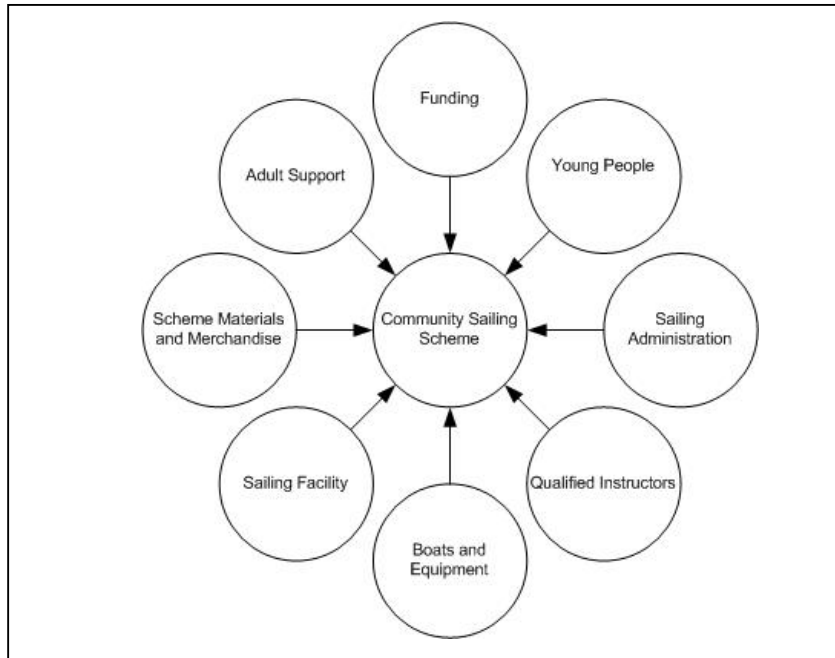 Funding
Adult Support
Young People
Scheme Materials
and Merchandise
Community Sailing
Scheme
Sailing
Administration
Sailing Facility
Qualified Instructors
Boats and
Equipment